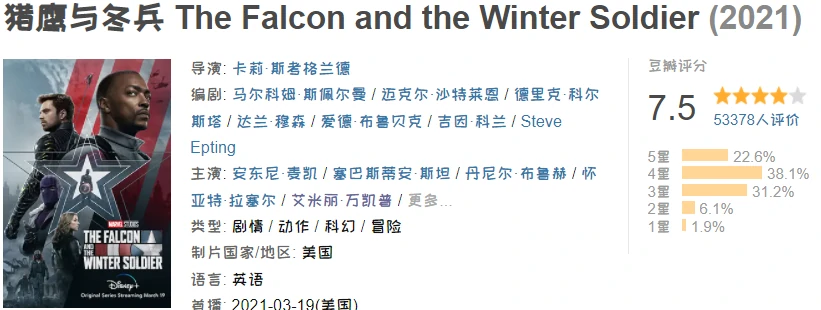 猎鹰与冬兵 The Falcon and the Winter Soldier (2021)
MARVEL STUDIOS
THE FALCON
AND THE
WINTER SOLDIER
Disney+
Original Series Streaming March 19
导演: 卡莉·斯考格兰德
编剧: 马尔科姆·斯佩尔曼 / 迈克尔·沙特莱恩 / 德里克·科尔
斯塔 / 达兰·穆森 / 爱德·布鲁贝克 / 吉因·科兰 / Steve
Epting
主演: 安东尼·麦凯 / 塞巴斯蒂安·斯坦 / 丹尼尔·布鲁赫 / 怀
亚特·拉塞尔 / 艾米丽·万凯普 / 更多...
类型: 剧情 / 动作 / 科幻 / 冒险
制片国家/地区: 美国
语言: 英语
首播: 2021-03-19(美国)
豆瓣评分
7.5
53378人评价
5星 22.6%
4星 38.1%
3星 31.2%
2星 6.1%
1星 1.9%